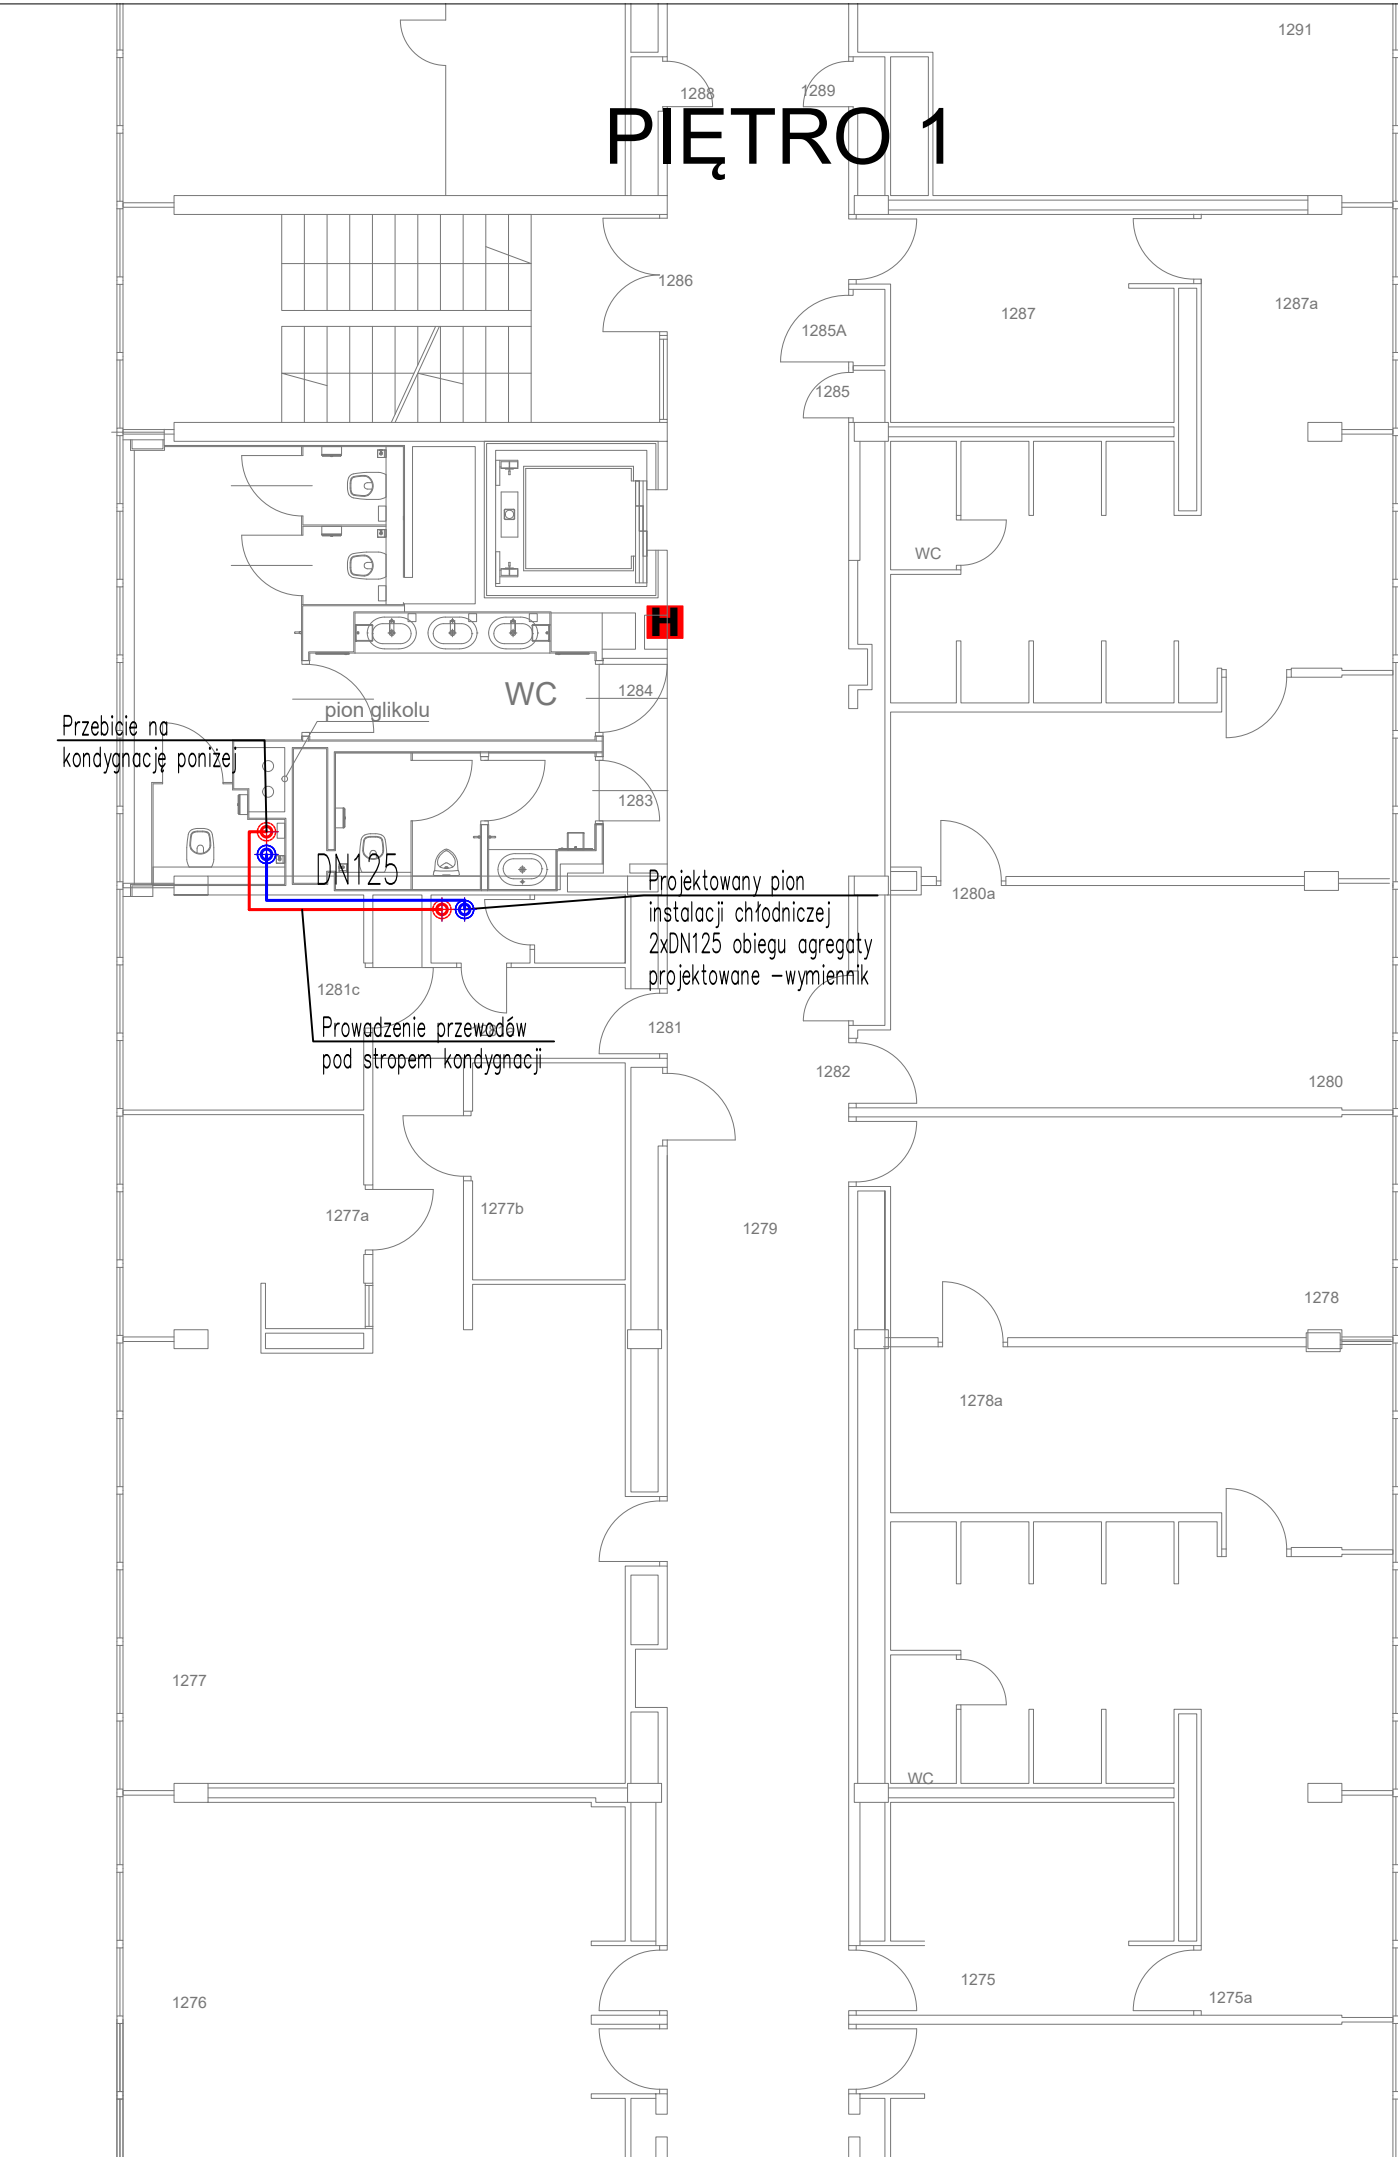 1291
1288
1289
PIĘTRO 1
1286
1287a
1287
1285A
1285
WC
H
1284
WC
pion glikolu
Przebicie na
kondygnację poniżej
1283
DN125
Projektowany pion
instalacji chłodniczej
2xDN125 obiegu agregaty
projektowane –wymiennik
1280a
1281c
Prowadzenie przewodów
pod stropem kondygnacji
1281
1282
1280
1277a
1277b
1279
1278
1278a
1277
WC
1275
1275a
1276